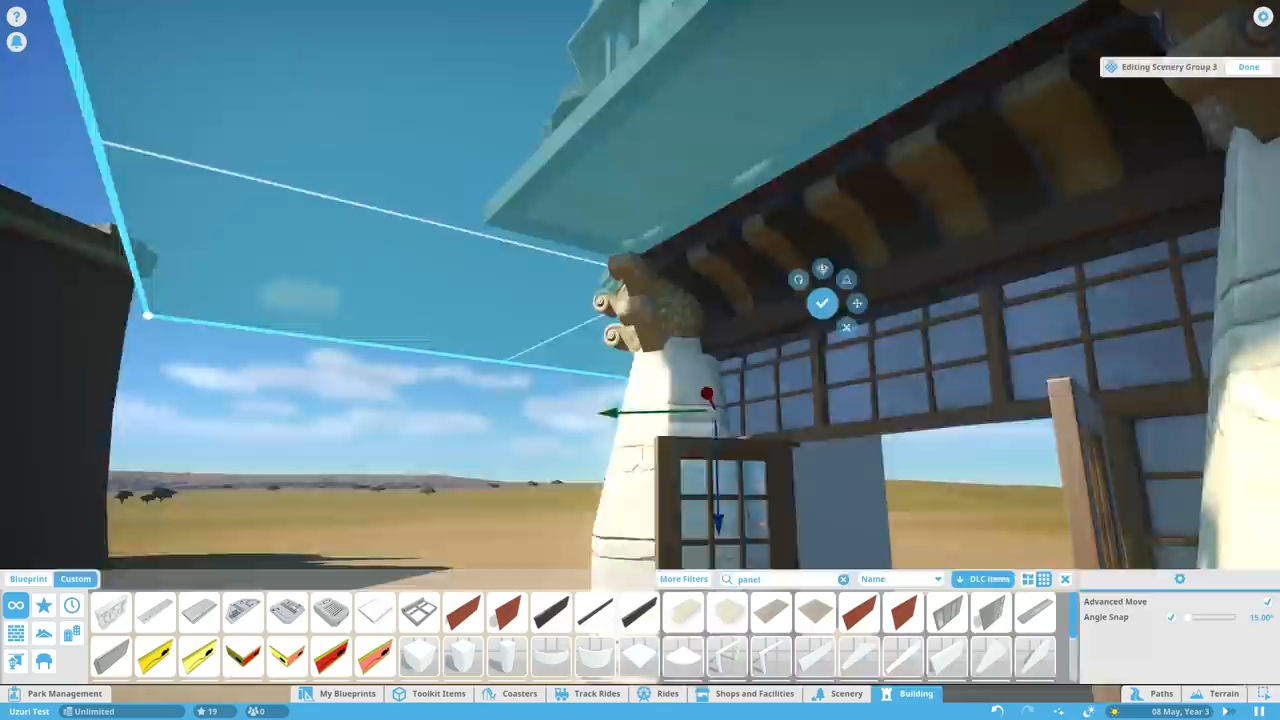 ?
Editing Scenery Group 3 Done
Blueprint Custom More Filters panel Name DLC Items
Advanced Move
Angle Snap 15.00°
Park Management My Blueprints Toolkit Items Coasters Track Rides Rides Shops and Facilities Scenery Building Paths Terrain
Uzuri Test Unlimited 19 0 08 May, Year 3